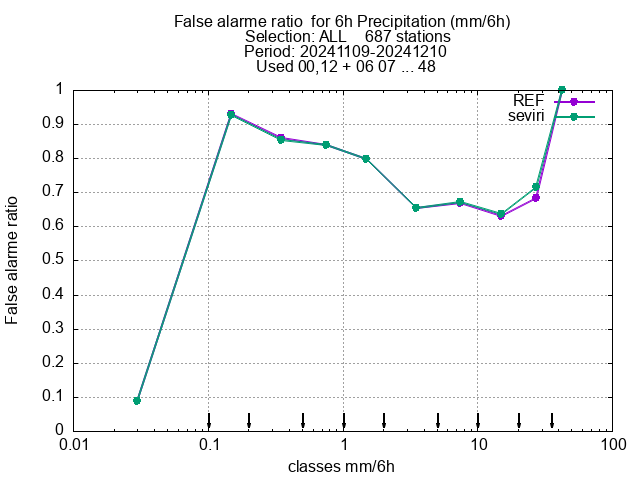 False alarme ratio  for 6h Precipitation (mm/6h)
Selection: ALL    687 stations
Period: 20241109-20241210
Used 00,12 + 06 07 ... 48
REF
seviri
False alarme ratio
1
0.9
0.8
0.7
0.6
0.5
0.4
0.3
0.2
0.1
0
0.01 0.1 1 10 100
classes mm/6h